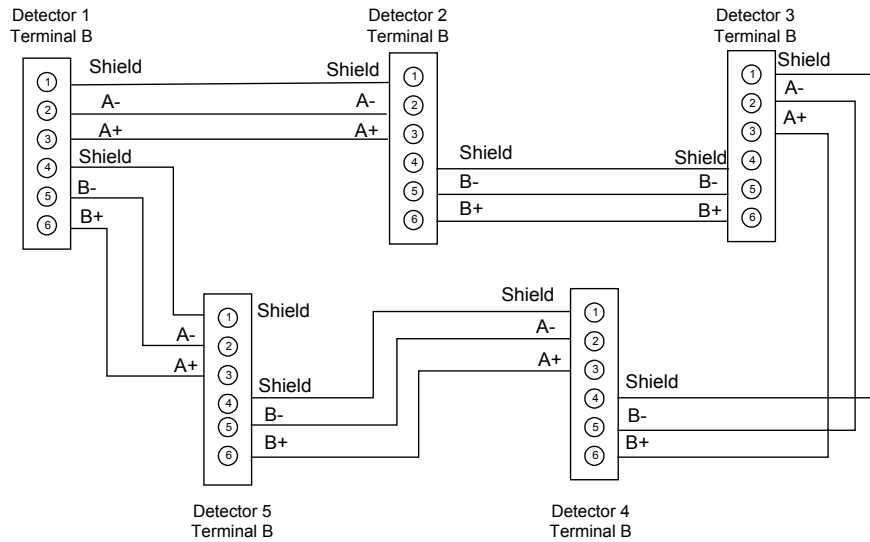 Detector 1
Terminal B
Detector 2
Terminal B
Detector 3
Terminal B
1
2
3
4
5
6
Shield
A-
A+
Shield
B-
B+
Shield
A-
A+
1
2
3
4
5
6
Shield
B-
B+
Shield
B-
B+
1
2
3
4
5
6
Shield
A-
A+
A-
A+
1
2
3
4
5
6
Shield
Shield
B-
B+
Shield
A-
A+
1
2
3
4
5
6
Shield
B-
B+
Detector 5
Terminal B
Detector 4
Terminal B